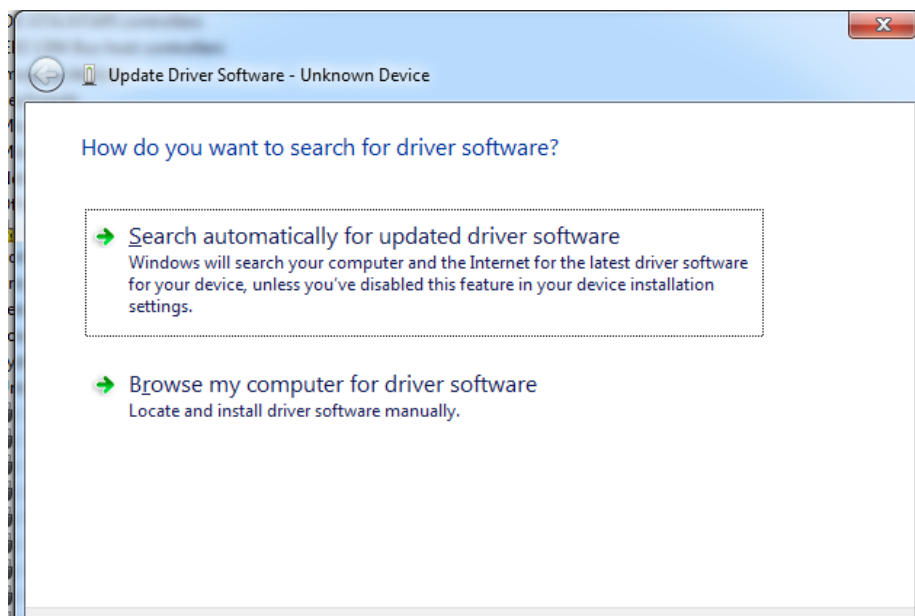 Update Driver Software - Unknown Device
How do you want to search for driver software?
Search automatically for updated driver software
Windows will search your computer and the Internet for the latest driver software
for your device, unless you've disabled this feature in your device installation
settings.
Browse my computer for driver software
Locate and install driver software manually.